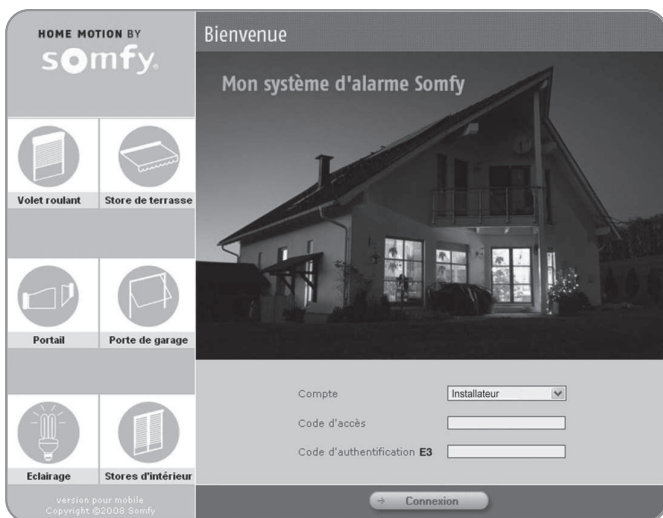 HOME MOTION BY
somfy.
Bienvenue
Mon système d'alarme Somfy
Volet roulant
Store de terrasse
Portail
Porte de garage
Eclairage
Stores d'intérieur
Compte
Installateur
Code d'accès
Code d'authentification E3
Connexion
version pour mobile
Copyright ©2008 Somfy